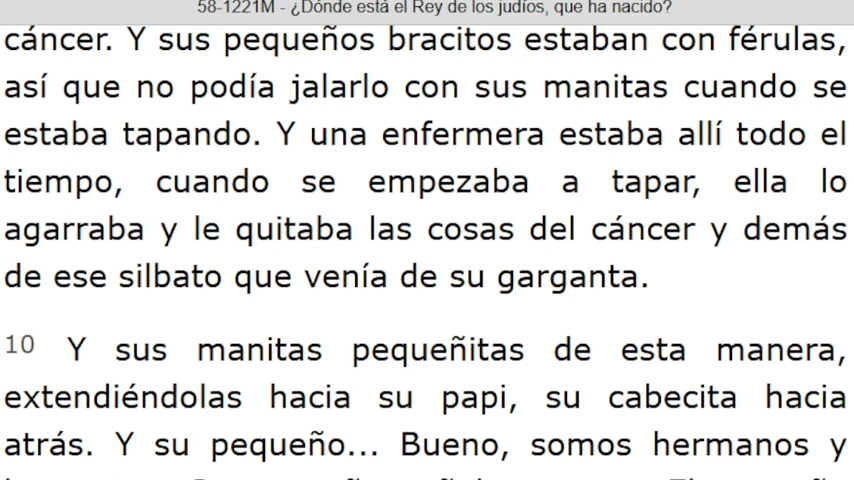 58-1221M - ¿Dónde está el Rey de los judíos, que ha nacido?
cáncer. Y sus pequeños bracitos estaban con férulas,
así que no podía jalarlo con sus manitas cuando se
estaba tapando. Y una enfermera estaba allí todo el
tiempo, cuando se empezaba a tapar, ella lo
agarraba y le quitaba las cosas del cáncer y demás
de ese silbato que venía de su garganta.
10 Y sus manitas pequeñitas de esta manera,
extendiéndolas hacia su papi, su cabecita hacia
atrás. Y su pequeño... Bueno, somos hermanos y